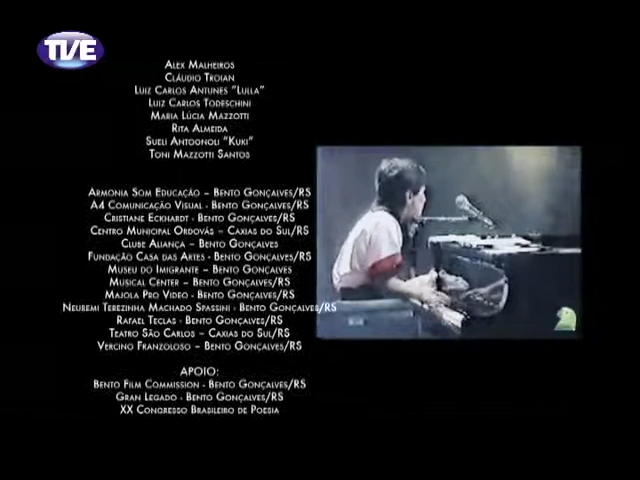 TVE
ALEX MALHEIROS
CLÁUDIO TROIAN
LUIZ CARLOS ANTUNES "LULLA"
LUIZ CARLOS TODESCHINI
MARIA LÚCIA MAZZOTTI
RITA ALMEIDA
SUELI ANTOONOLI "KUKI"
TONI MAZZOTTI SANTOS
ARMONIA SOM EDUCAÇÃO – BENTO GONÇALVES/RS
A4 COMUNICAÇÃO VISUAL - BENTO GONÇALVES/RS
CRISTIANE ECKHARDT - BENTO GONÇALVES/RS
CENTRO MUNICIPAL ORDOVÁS - CAXIAS DO SUL/RS
CLUBE ALIANÇA – BENTO GONÇALVES
FUNDAÇÃO CASA DAS ARTES - BENTO GONÇALVES/RS
MUSEU DO IMIGRANTE – BENTO GONÇALVES
MUSICAL CENTER – BENTO GONÇALVES/RS
MAJOLA PRO VIDEO - BENTO GONÇALVES/RS
NEUREMI TEREZINHA MACHADO SPASSINI - BENTO GONÇALVES/RS
RAFAEL TECLAS - BENTO GONÇALVES/RS
TEATRO SÃO CARLOS – CAXIAS DO SUL/RS
VERCINO FRANZOLOSO – BENTO GONÇALVES/RS
APOIO:
BENTO FILM COMMISSION - BENTO GONÇALVES/RS
GRAN LEGADO - BENTO GONÇALVES/RS
XX CONGRESSO BRASILEIRO DE POESIA